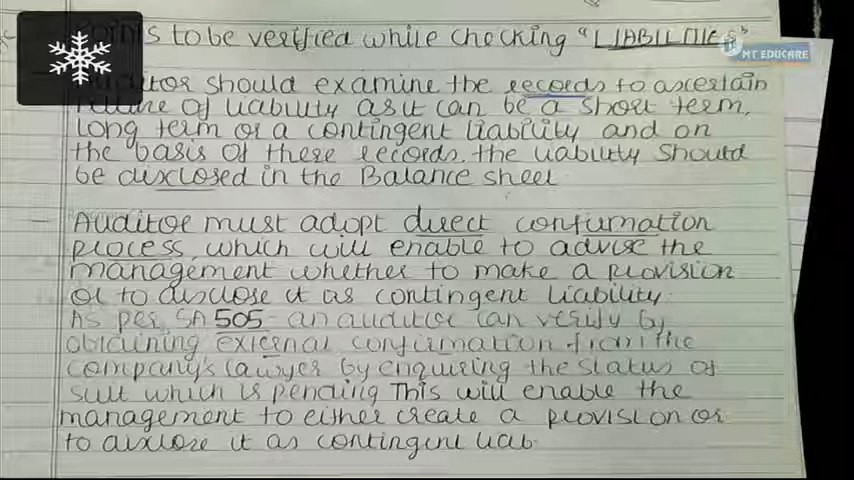 Points to be verified while checking "LIABILITIES"
MT EDUCARE
Auditor should examine the records to ascertain
nature of liability as it can be a short term,
long term or a contingent liability and on
the basis of these records, the liability should
be disclosed in the Balance sheet
- Auditor must adopt direct confirmation
process, which will enable to advise the
management whether to make a provision
or to disclose it as contingent liability.
As per SA 505 - an auditor can verify by
obtaining external confirmation from the
company's lawyer by enquiring the status of
suit which is pending This will enable the
management to either create a provision or
to disclose it as contingent liab.